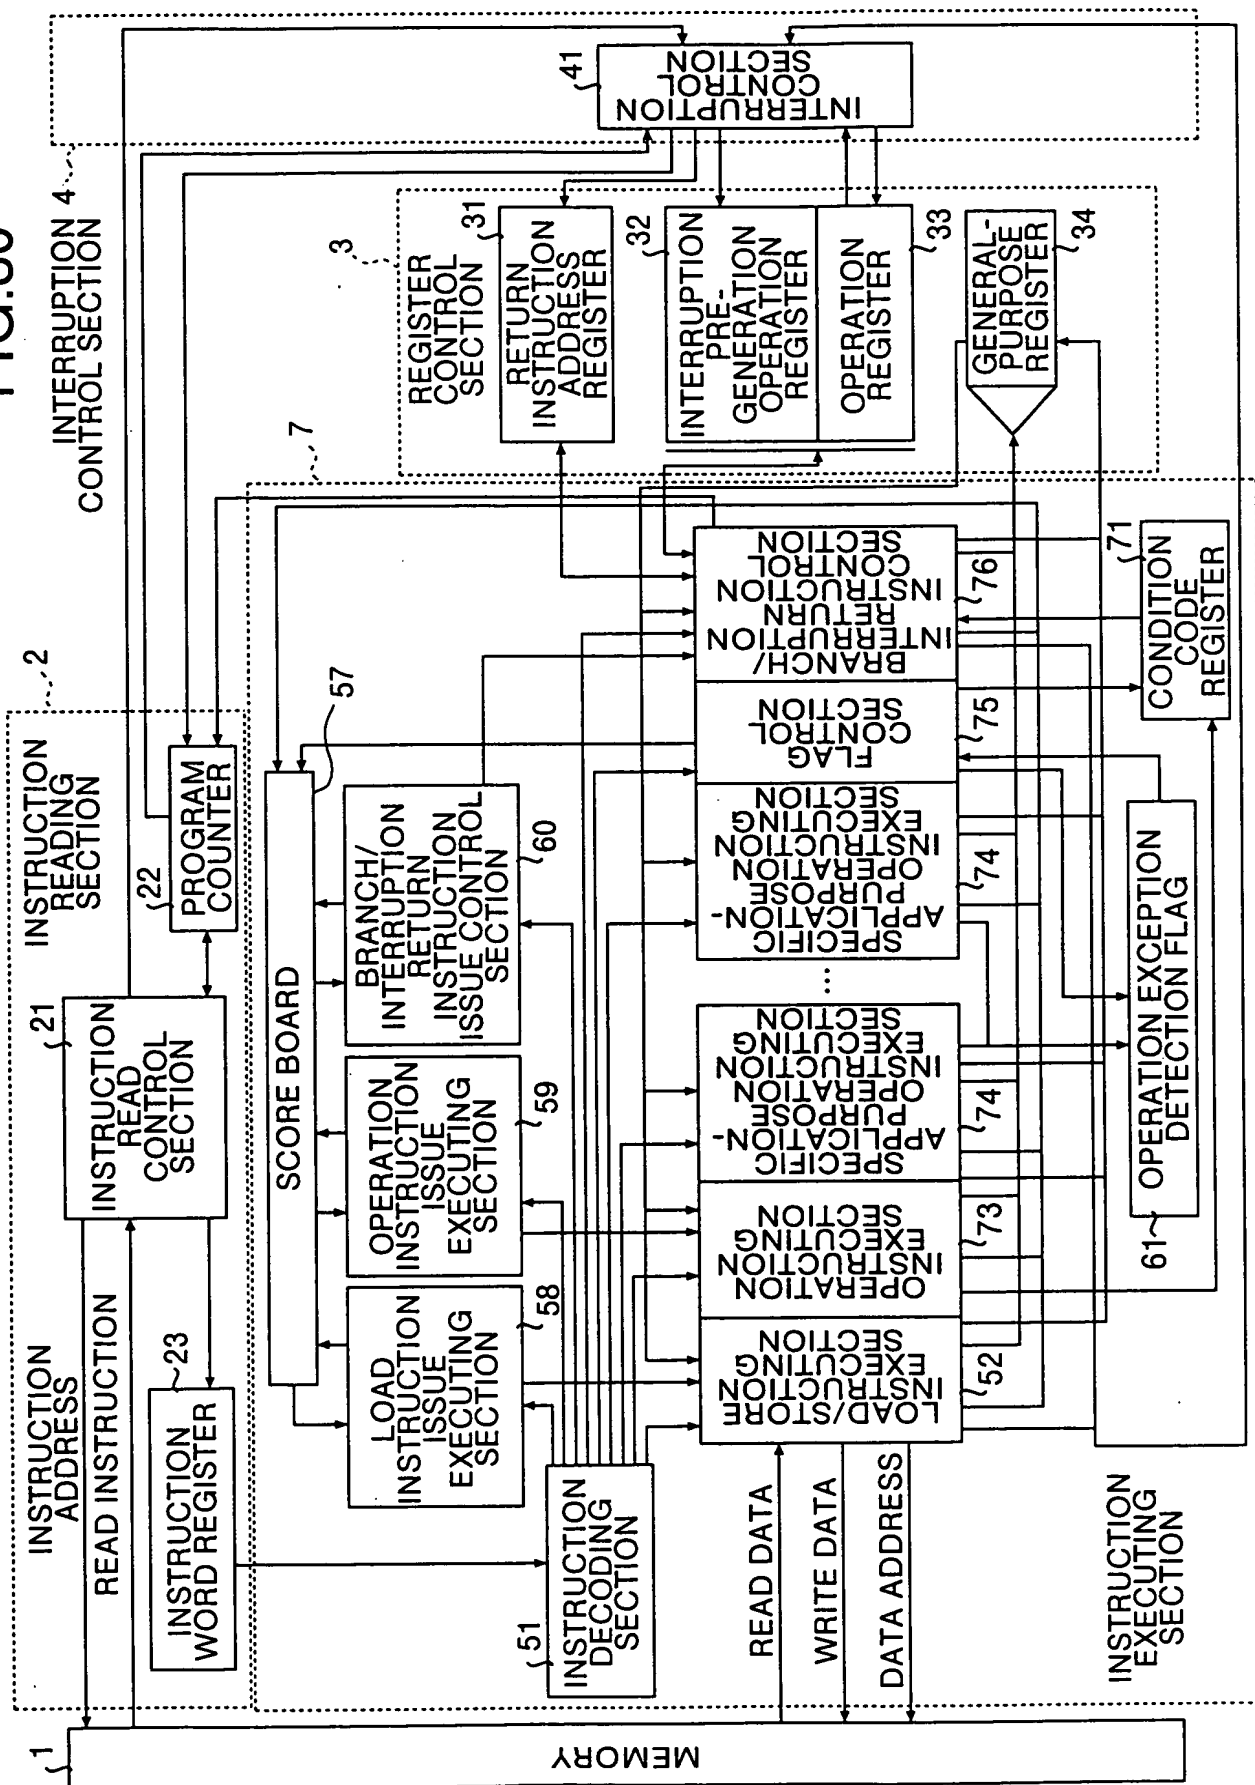 1
MEMORY
INSTRUCTION
ADDRESS
READ INSTRUCTION
INSTRUCTION
READING
SECTION
2
21
INSTRUCTION
READ
CONTROL
SECTION
22
PROGRAM
COUNTER
23
INSTRUCTION
WORD REGISTER
INTERRUPTION
CONTROL SECTION
4
41
INTERRUPTION
CONTROL
SECTION
3
REGISTER
CONTROL
SECTION
31
RETURN
INSTRUCTION
ADDRESS
REGISTER
32
INTERRUPTION
PRE-
GENERATION
OPERATION
REGISTER
OPERATION
REGISTER
33
GENERAL-
PURPOSE
REGISTER
34
7
SCORE BOARD
57
LOAD
INSTRUCTION
ISSUE
EXECUTING
SECTION
58
OPERATION
INSTRUCTION
ISSUE
EXECUTING
SECTION
59
BRANCH/
INTERRUPTION
RETURN
INSTRUCTION
ISSUE CONTROL
SECTION
60
51
INSTRUCTION
DECODING
SECTION
READ DATA
WRITE DATA
DATA ADDRESS
LOAD/STORE
INSTRUCTION
EXECUTING
SECTION
52
OPERATION
INSTRUCTION
EXECUTING
SECTION
73
SPECIFIC
APPLICATION-
PURPOSE
OPERATION
INSTRUCTION
EXECUTING
SECTION
74
...
SPECIFIC
APPLICATION-
PURPOSE
OPERATION
INSTRUCTION
EXECUTING
SECTION
74
FLAG
CONTROL
SECTION
75
BRANCH/
INTERRUPTION
RETURN
INSTRUCTION
CONTROL
SECTION
76
71
CONDITION
CODE
REGISTER
61
OPERATION EXCEPTION
DETECTION FLAG
INSTRUCTION
EXECUTING
SECTION